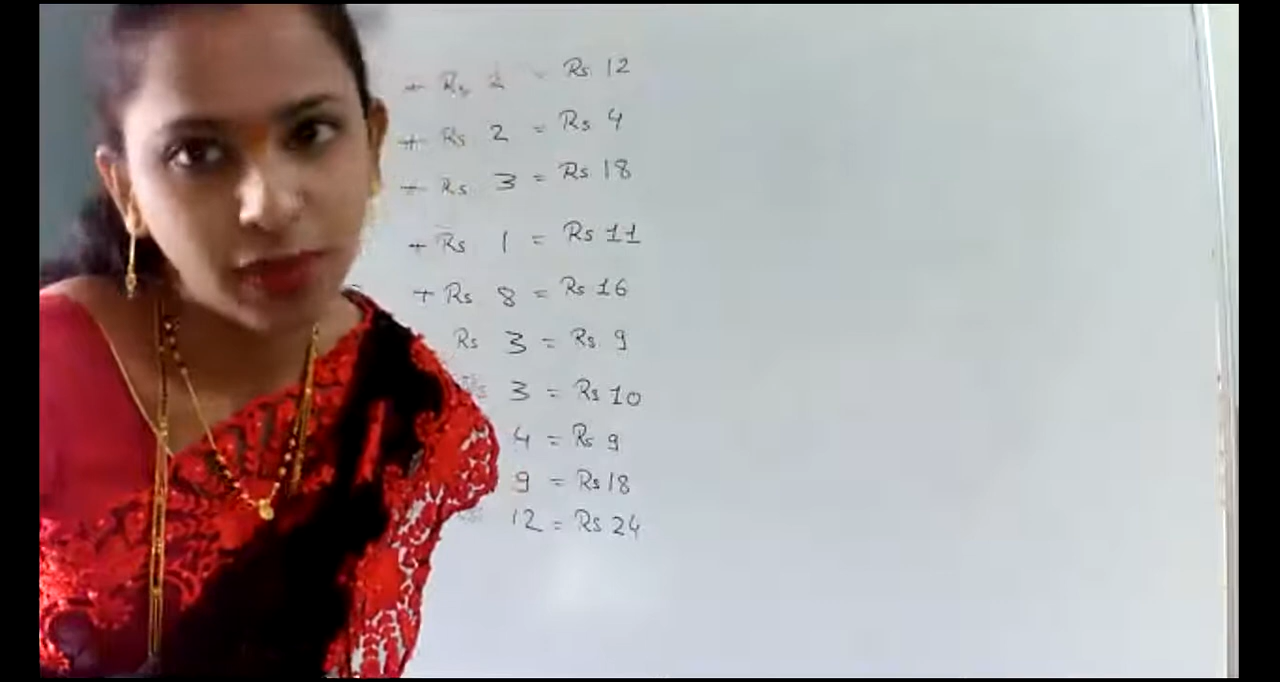 + Rs 2 = Rs 12
+ Rs 2 = Rs 4
+ Rs 3 = Rs 18
+ Rs 1 = Rs 11
+ Rs 8 = Rs 16
Rs 3 = Rs 9
3 = Rs 10
4 = Rs 9
9 = Rs 18
12 = Rs 24